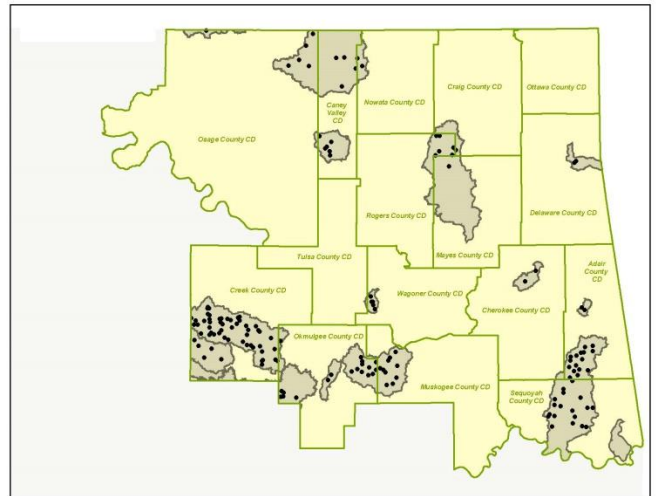 Nowata County CD
Craig County CD
Ottawa County CD
Caney
Valley
CD
Osage County CD
Rogers County CD
Delaware County CD
Mayes County CD
Tulsa County CD
Adair
County
CD
Creek County CD
Wagoner County CD
Cherokee County CD
Okmulgee County CD
Muskogee County CD
Sequoyah
County CD